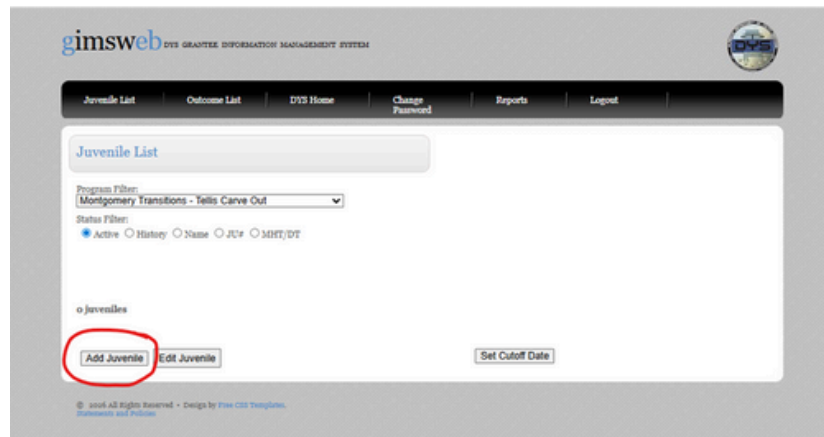 gimsweb DYS GRANTEE INFORMATION MANAGEMENT SYSTEM
DYS
Juvenile List Outcome List DYS Home Change Password Reports Logout
Juvenile List
Program Filter:
Montgomery Transitions - Tellis Carve Out
Status Filter:
Active History Name JU# MHT/DT
0 juveniles
Add Juvenile Edit Juvenile Set Cutoff Date
© 2016 All Rights Reserved • Design by Free CSS Templates.
Statements and Policies